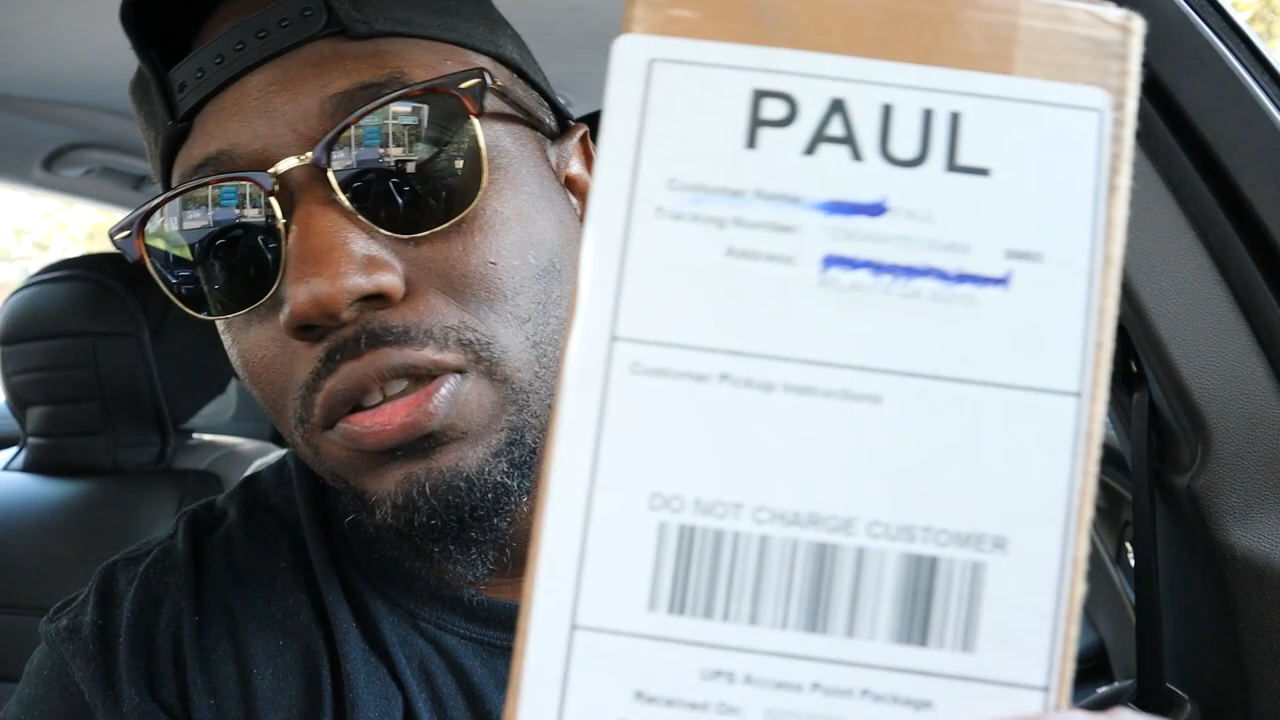 PAUL
Customer Name:
Tracking Number:
Address:
Customer Pickup Instructions
DO NOT CHARGE CUSTOMER
UPS Access Point Package
Received On: